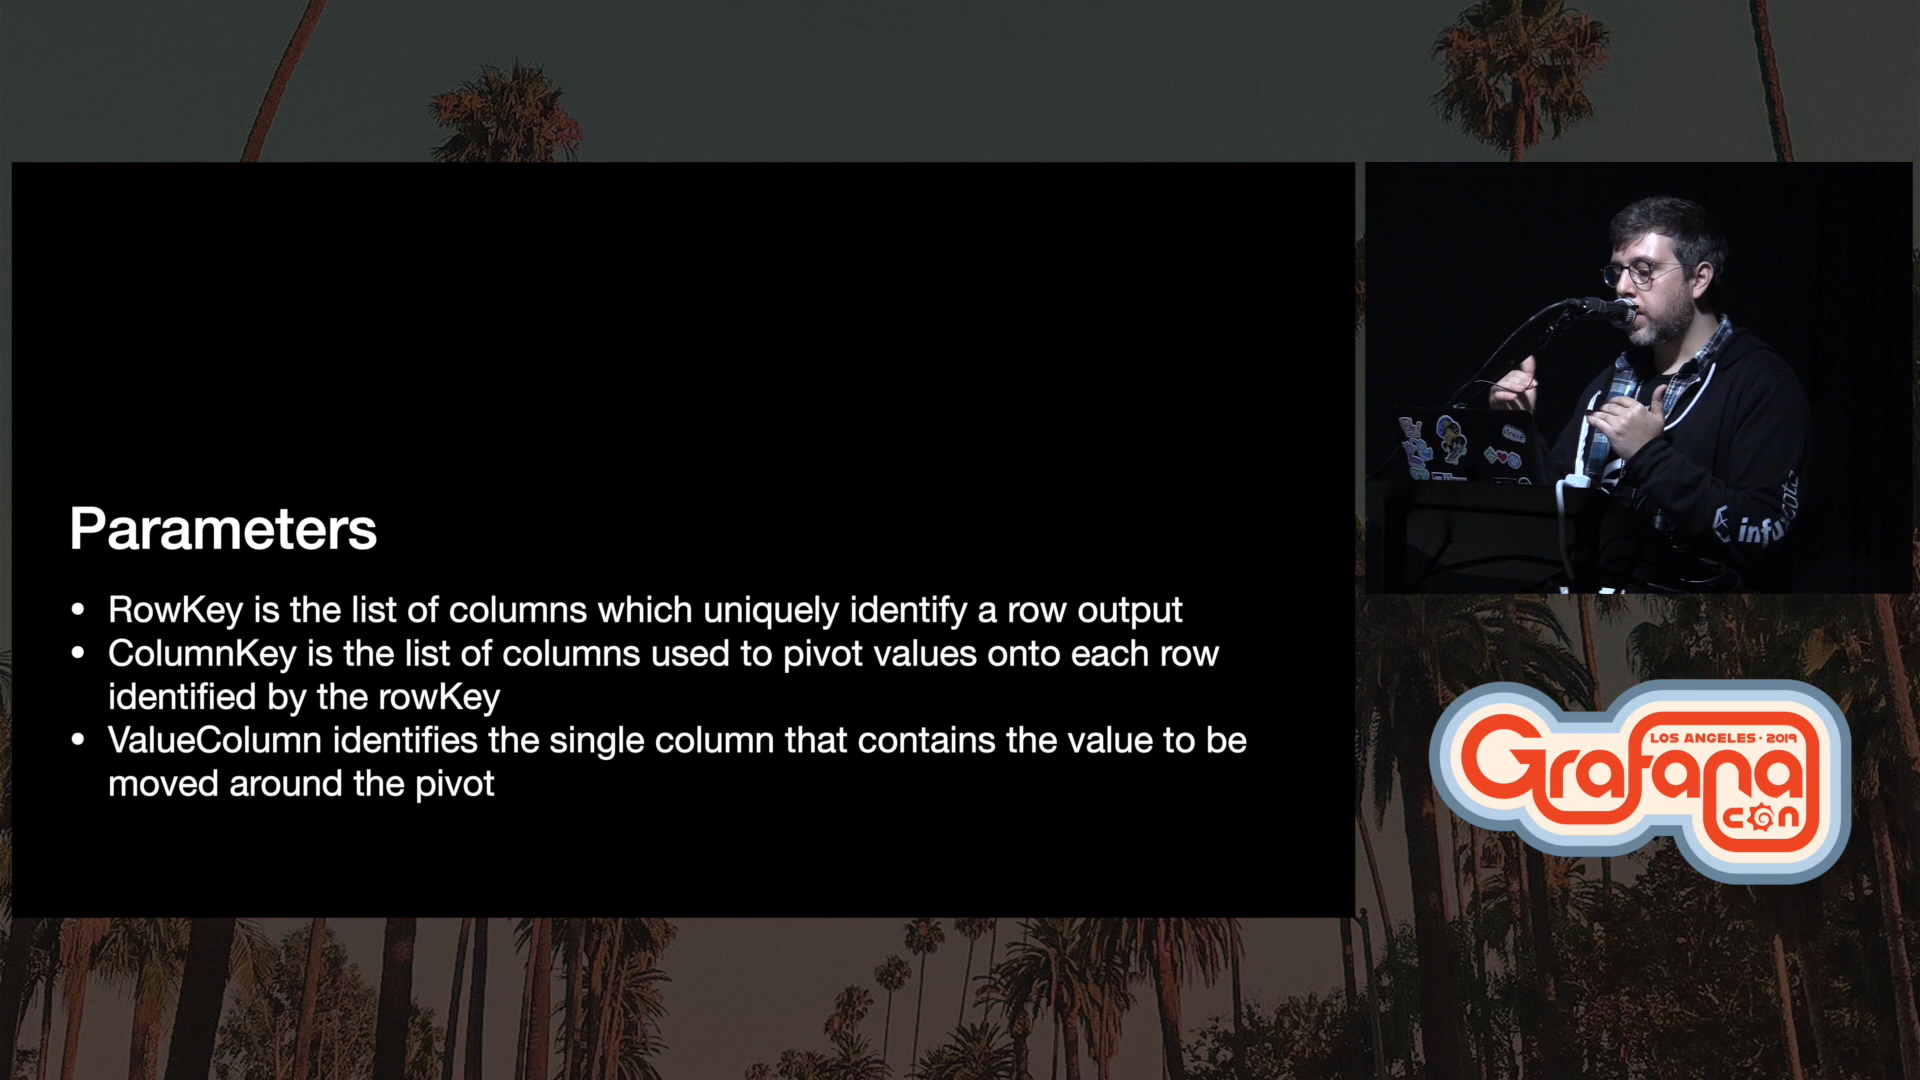 Parameters
• RowKey is the list of columns which uniquely identify a row output
• ColumnKey is the list of columns used to pivot values onto each row
identified by the rowKey
• ValueColumn identifies the single column that contains the value to be
moved around the pivot
LOS ANGELES · 2019
Grafana
con